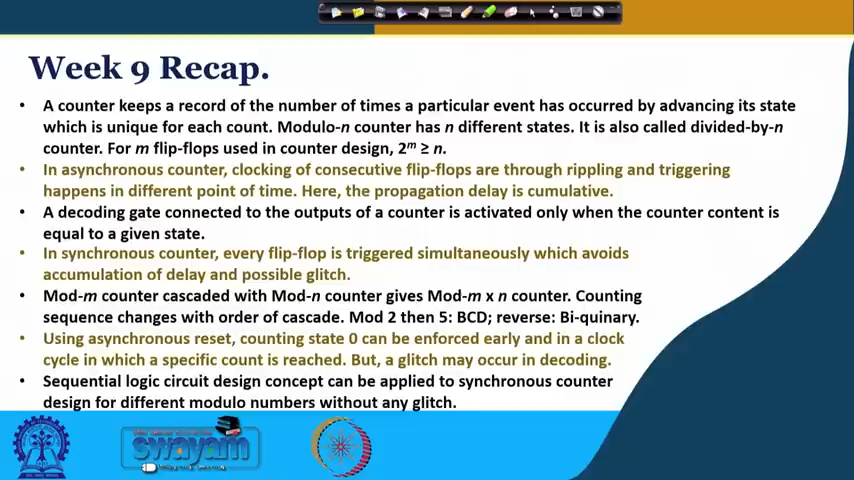 Week 9 Recap.
• A counter keeps a record of the number of times a particular event has occurred by advancing its state
which is unique for each count. Modulo-n counter has n different states. It is also called divided-by-n
counter. For m flip-flops used in counter design, 2ᵐ ≥ n.
• In asynchronous counter, clocking of consecutive flip-flops are through rippling and triggering
happens in different point of time. Here, the propagation delay is cumulative.
• A decoding gate connected to the outputs of a counter is activated only when the counter content is
equal to a given state.
• In synchronous counter, every flip-flop is triggered simultaneously which avoids
accumulation of delay and possible glitch.
• Mod-m counter cascaded with Mod-n counter gives Mod-m x n counter. Counting
sequence changes with order of cascade. Mod 2 then 5: BCD; reverse: Bi-quinary.
• Using asynchronous reset, counting state 0 can be enforced early and in a clock
cycle in which a specific count is reached. But, a glitch may occur in decoding.
• Sequential logic circuit design concept can be applied to synchronous counter
design for different modulo numbers without any glitch.
swayam